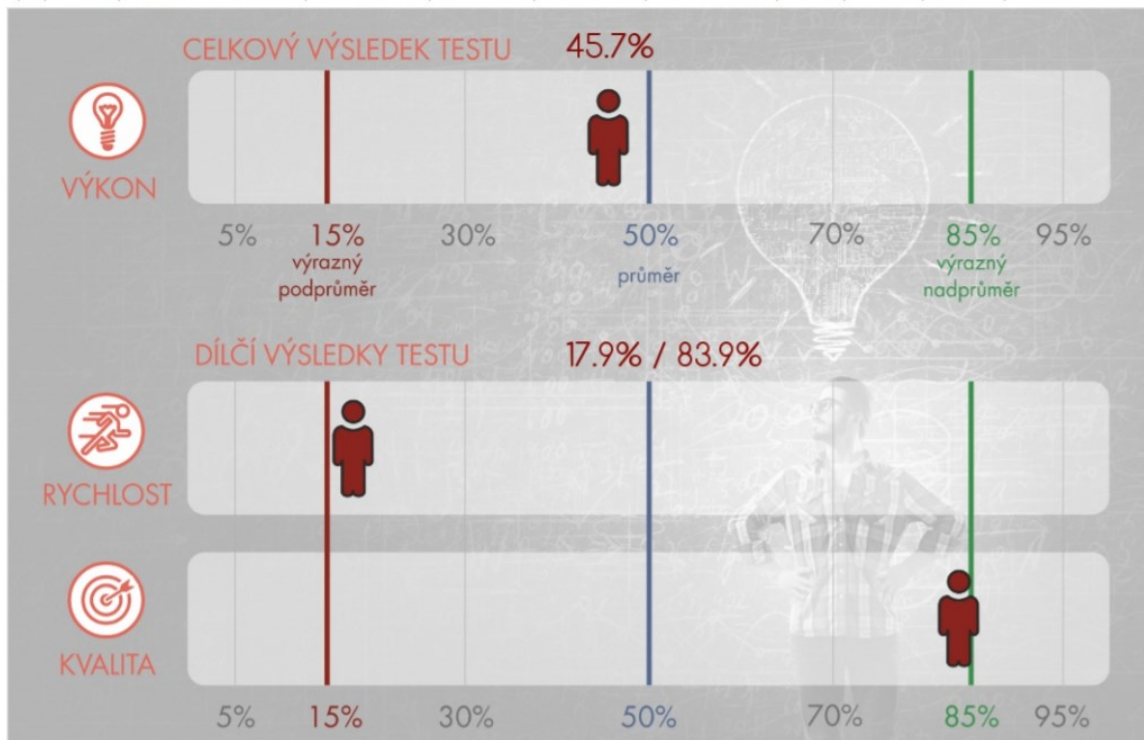 CELKOVÝ VÝSLEDEK TESTU 45.7%
VÝKON
5% 15% 30% 50% 70% 85% 95%
výrazný podprůměr průměr výrazný nadprůměr
DÍLČÍ VÝSLEDKY TESTU 17.9% / 83.9%
RYCHLOST
KVALITA
5% 15% 30% 50% 70% 85% 95%